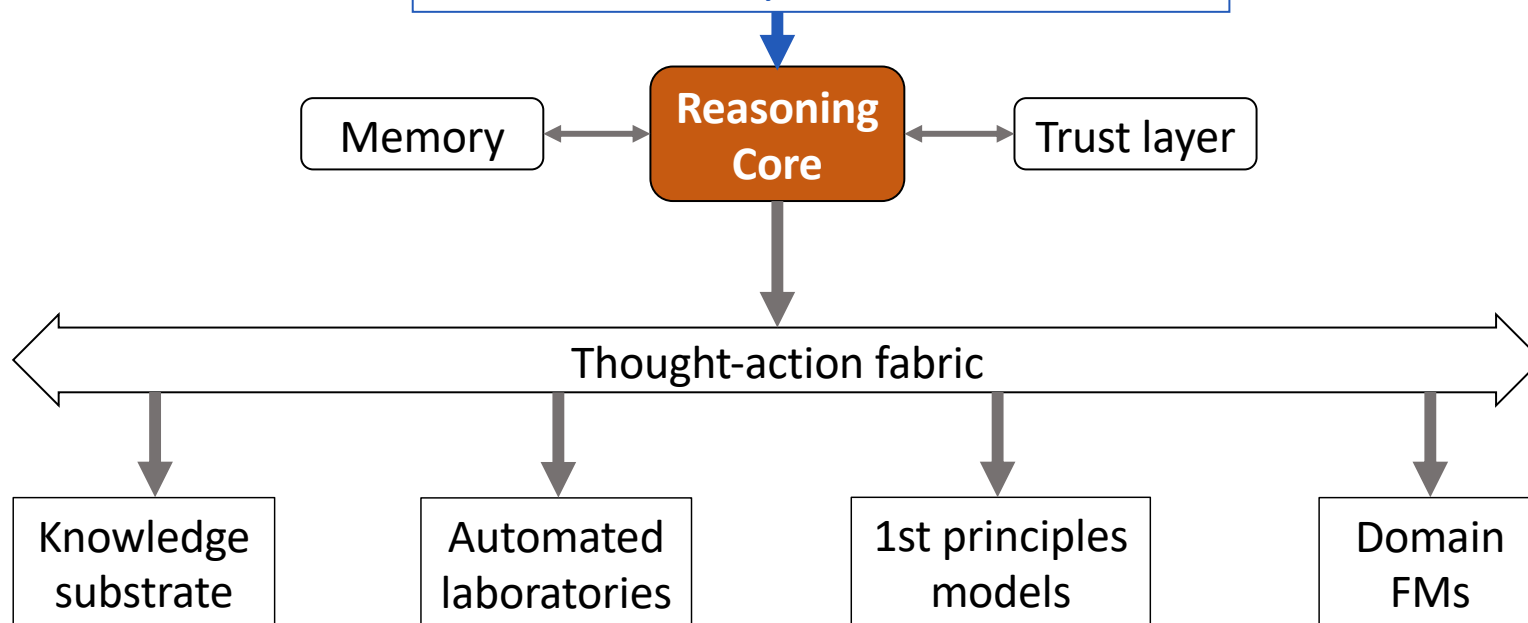 Reasoning
Core
Memory
Trust layer
Thought-action fabric
Knowledge
substrate
Automated
laboratories
1st principles
models
Domain
FMs